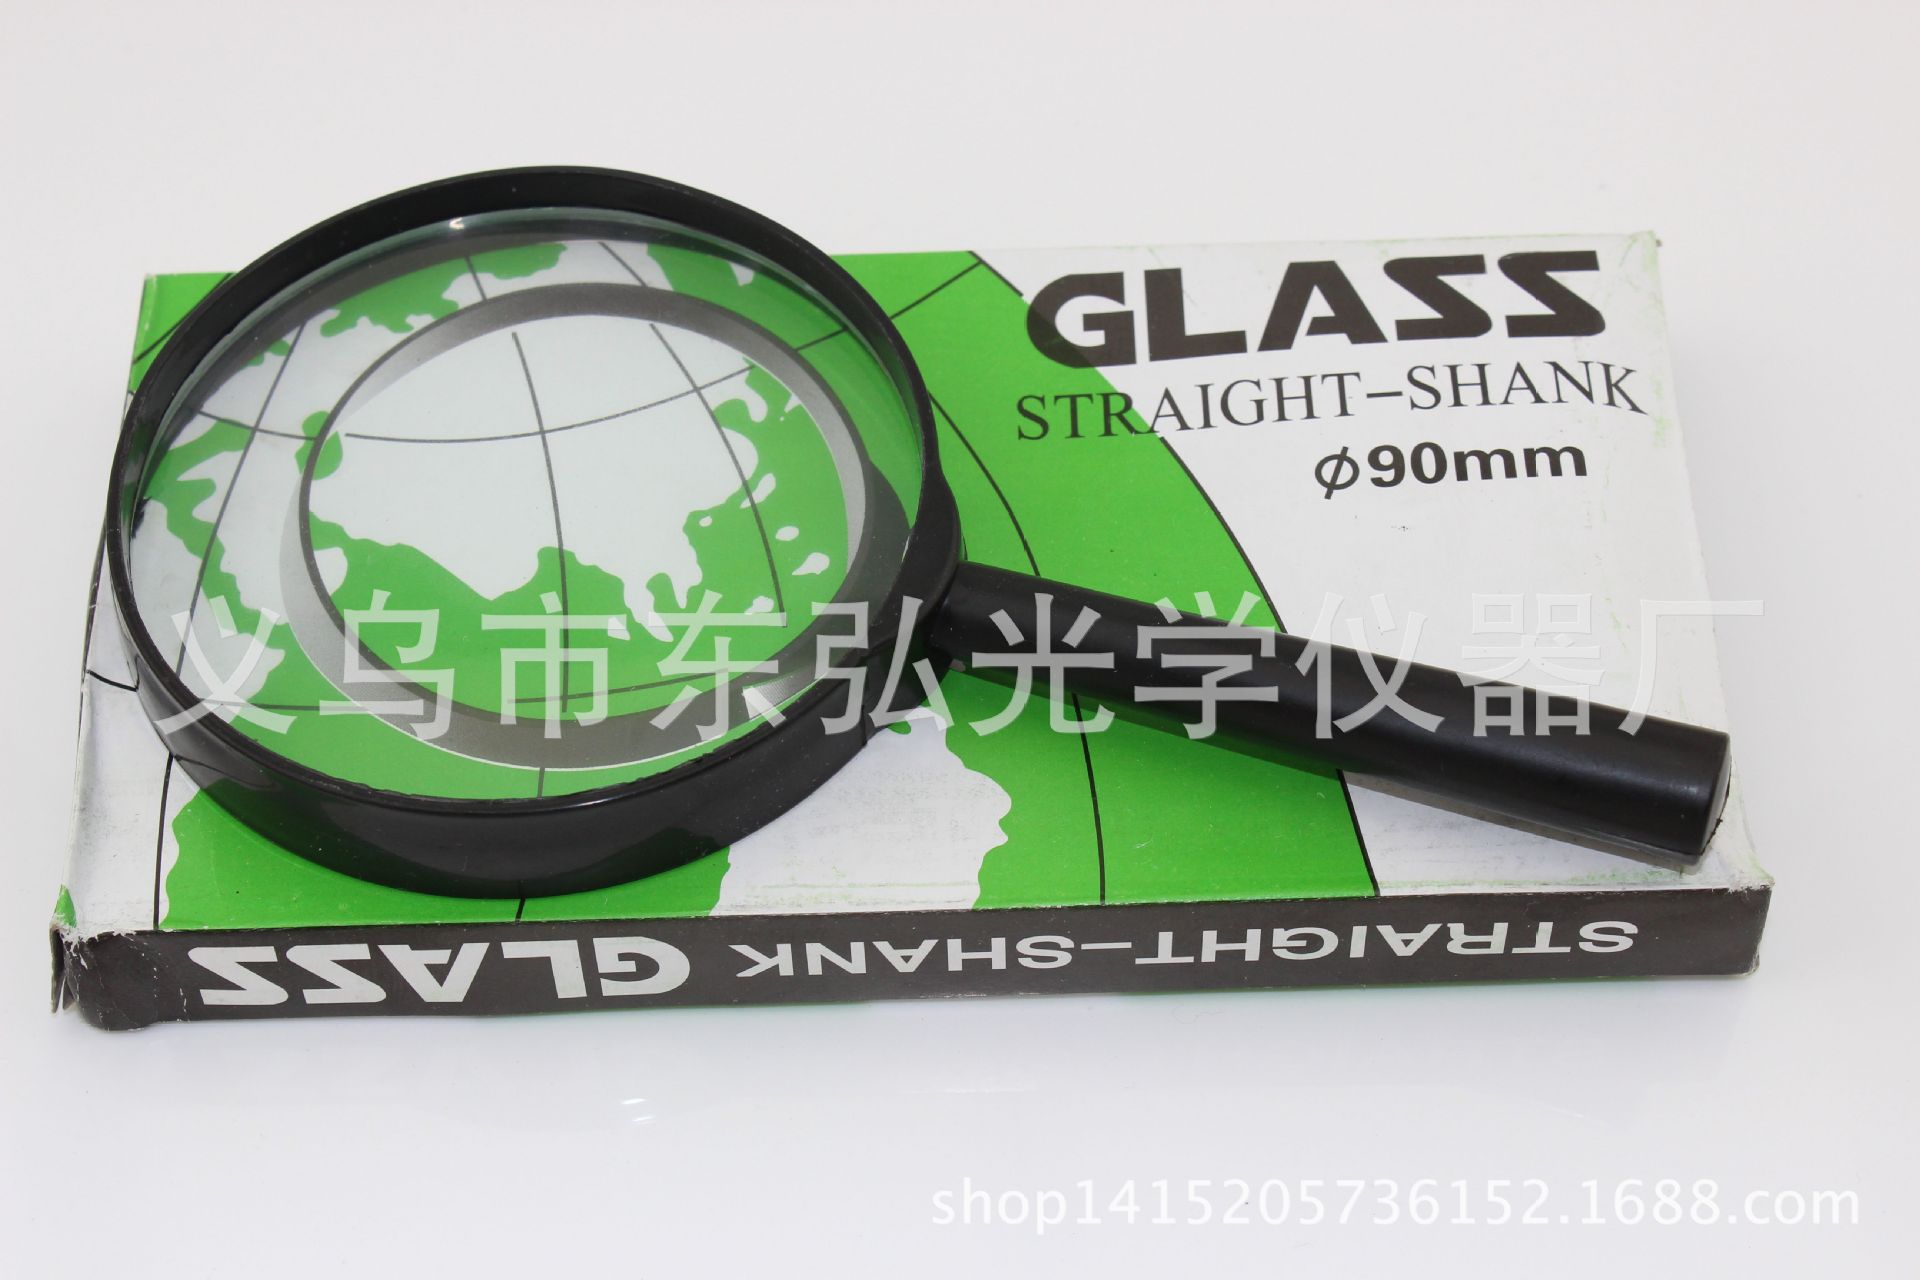 GLASS
STRAIGHT-SHANK
φ90mm
义乌市东弘光学仪器厂
STRAIGHT-SHANK GLASS
shop1415205736152.1688.com